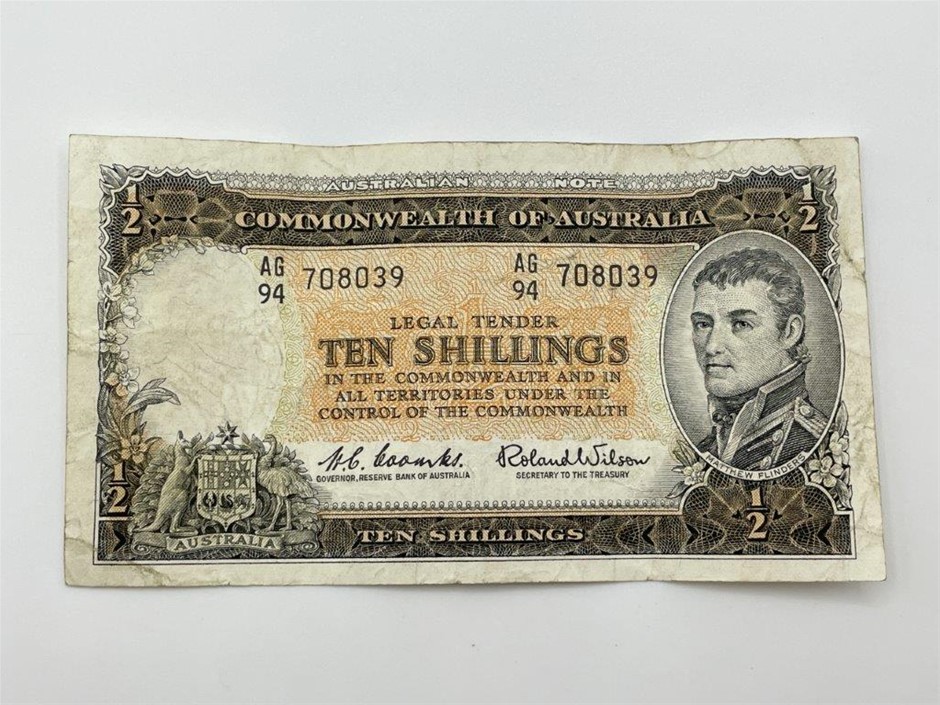 AUSTRALIAN NOTE
1/2 1/2
COMMONWEALTH OF AUSTRALIA
AG 94 708039 AG 94 708039
LEGAL TENDER
TEN SHILLINGS
IN THE COMMONWEALTH AND IN
ALL TERRITORIES UNDER THE
CONTROL OF THE COMMONWEALTH
H.C. Coombs. Roland Wilson
GOVERNOR, RESERVE BANK OF AUSTRALIA SECRETARY TO THE TREASURY
MATTHEW FLINDERS
1/2 1/2
AUSTRALIA
TEN SHILLINGS